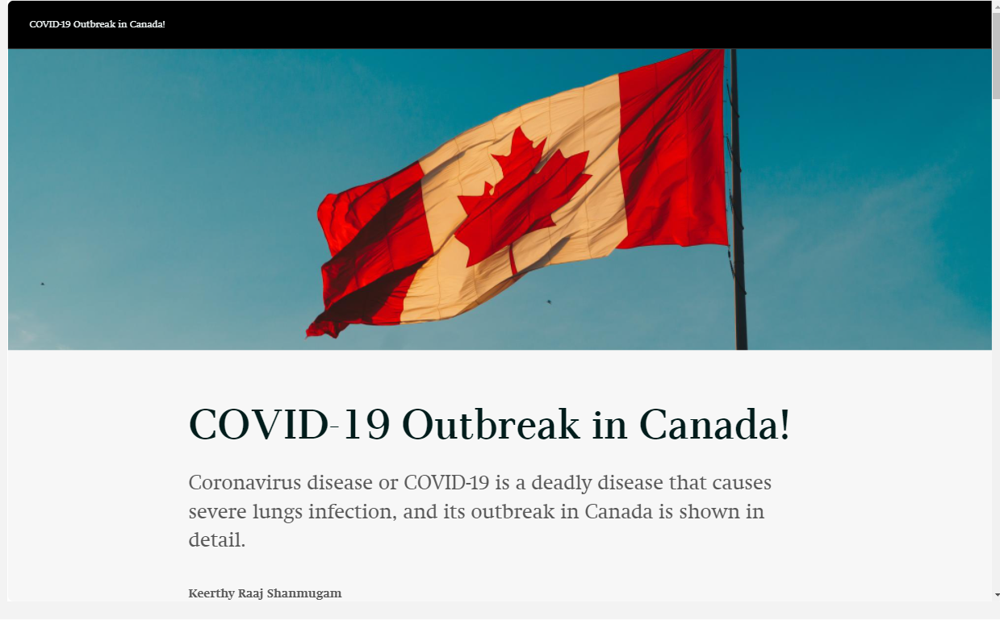 COVID-19 Outbreak in Canada!
COVID-19 Outbreak in Canada!
Coronavirus disease or COVID-19 is a deadly disease that causes
severe lungs infection, and its outbreak in Canada is shown in
detail.
Keerthy Raaj Shanmugam